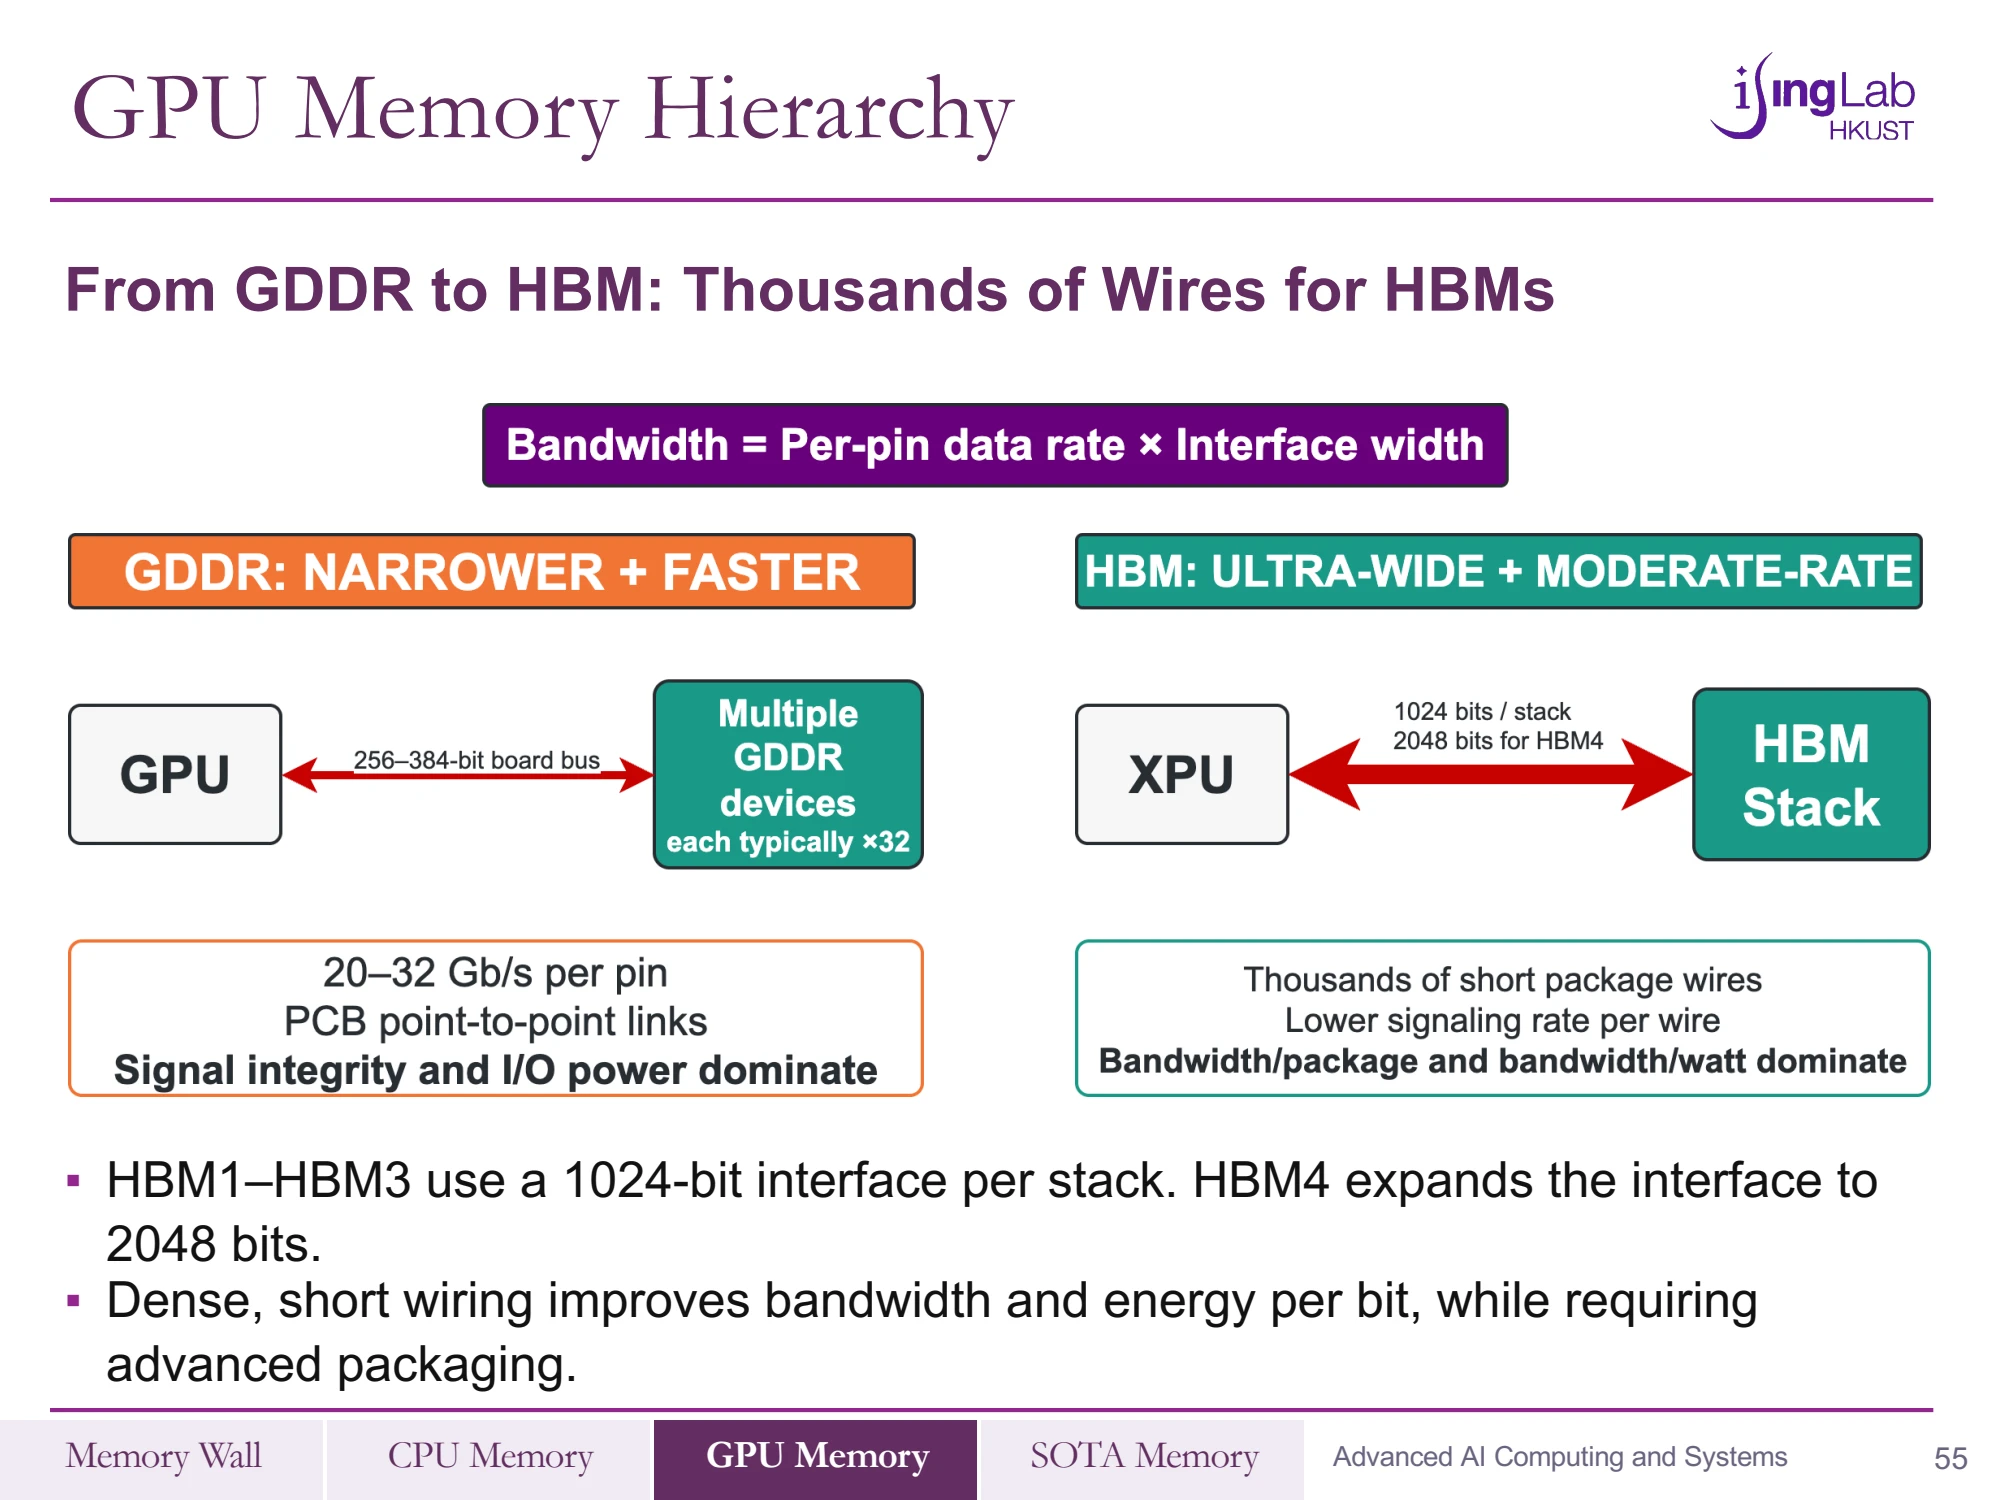 GPU Memory Hierarchy
isingLab
HKUST
From GDDR to HBM: Thousands of Wires for HBMs
Bandwidth = Per-pin data rate × Interface width
GDDR: NARROWER + FASTER
HBM: ULTRA-WIDE + MODERATE-RATE
GPU
256–384-bit board bus
Multiple
GDDR
devices
each typically ×32
XPU
1024 bits / stack
2048 bits for HBM4
HBM
Stack
20–32 Gb/s per pin
PCB point-to-point links
Signal integrity and I/O power dominate
Thousands of short package wires
Lower signaling rate per wire
Bandwidth/package and bandwidth/watt dominate
▪ HBM1–HBM3 use a 1024-bit interface per stack. HBM4 expands the interface to
2048 bits.
▪ Dense, short wiring improves bandwidth and energy per bit, while requiring
advanced packaging.
Memory Wall
CPU Memory
GPU Memory
SOTA Memory
Advanced AI Computing and Systems
55